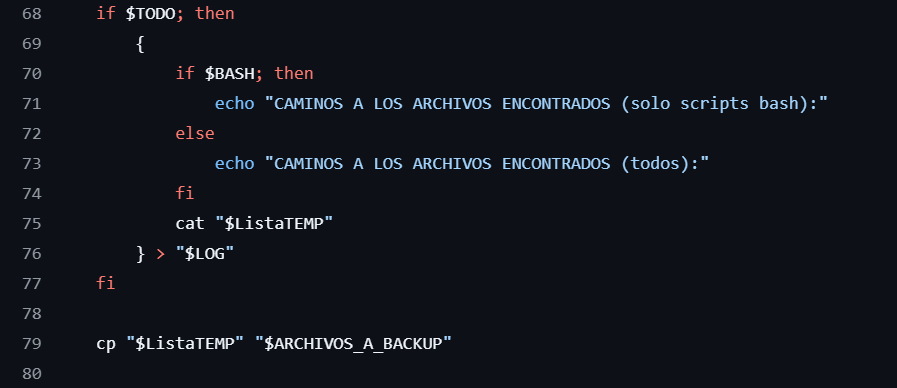 68 if $TODO; then
69 {
70 if $BASH; then
71 echo "CAMINOS A LOS ARCHIVOS ENCONTRADOS (solo scripts bash):"
72 else
73 echo "CAMINOS A LOS ARCHIVOS ENCONTRADOS (todos):"
74 fi
75 cat "$ListaTEMP"
76 } > "$LOG"
77 fi
78
79 cp "$ListaTEMP" "$ARCHIVOS_A_BACKUP"
80